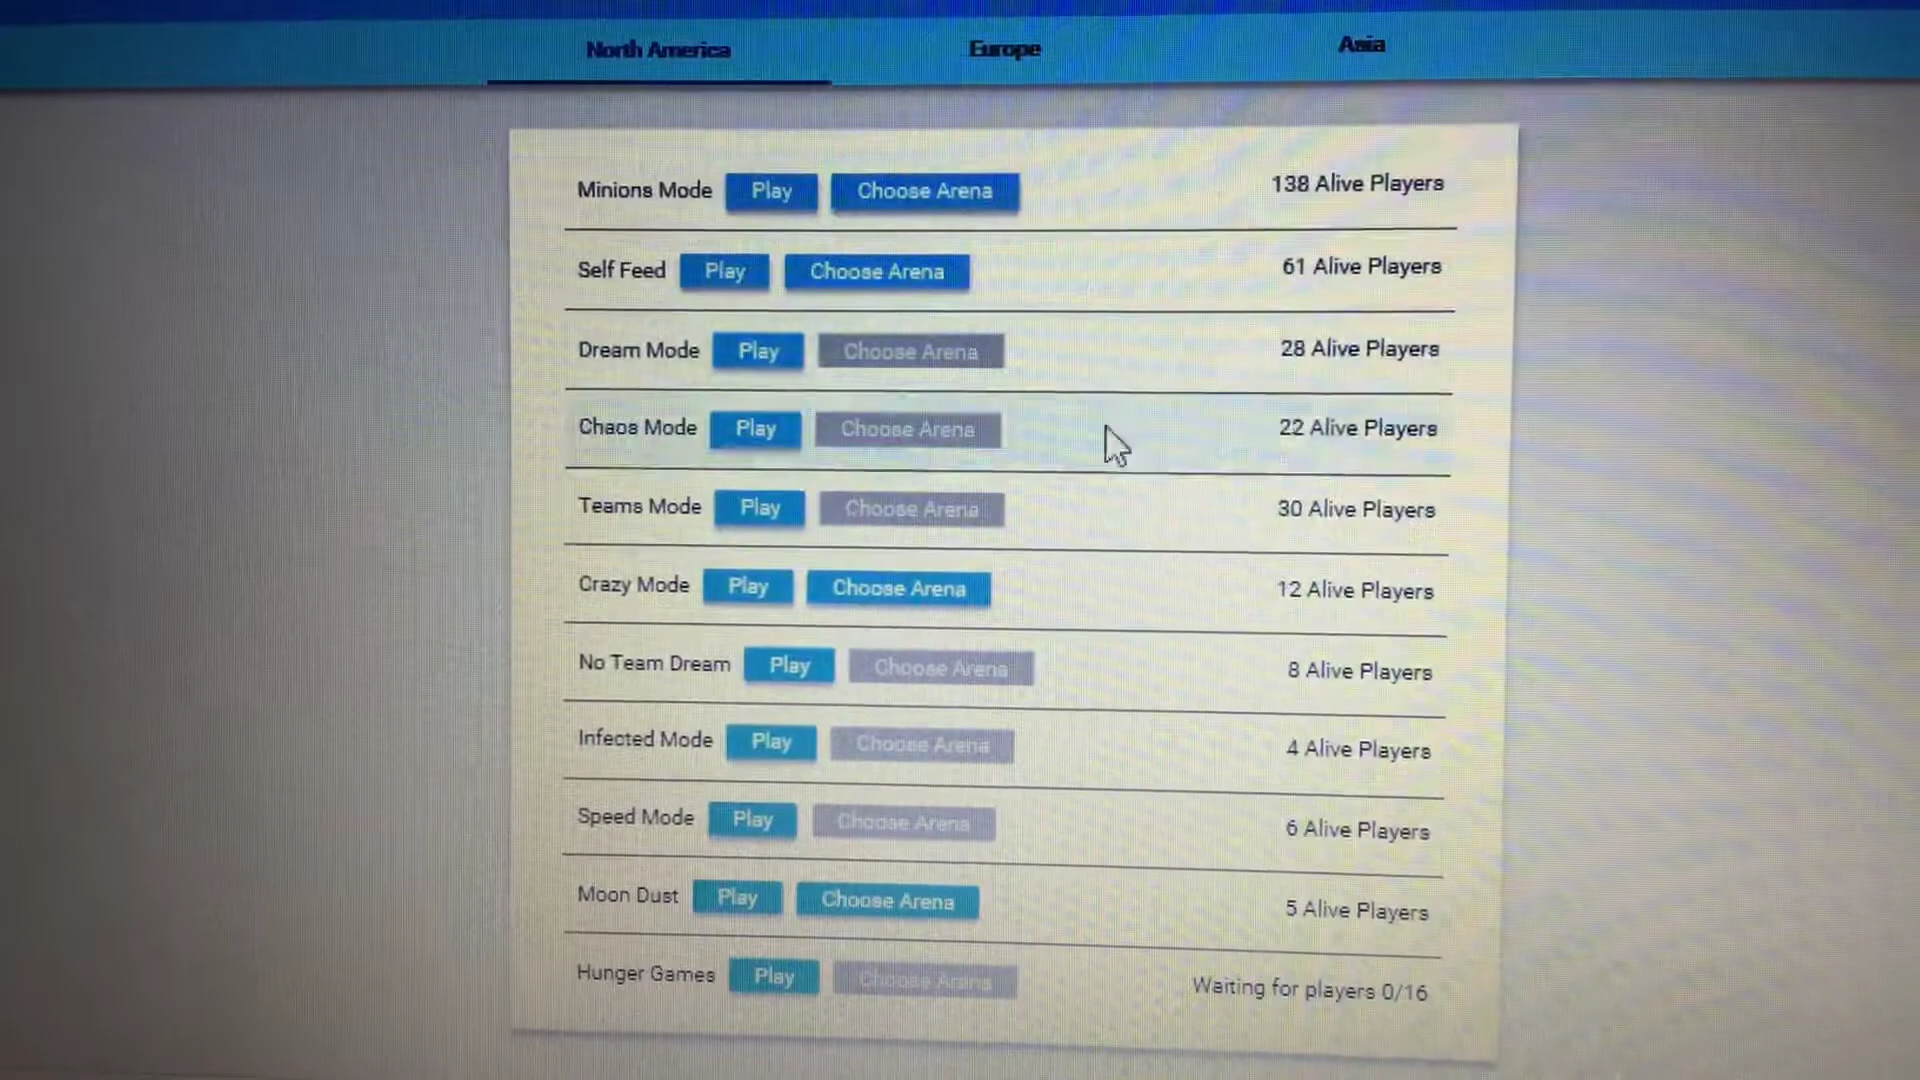 North America Europe Asia
Minions Mode Play Choose Arena 138 Alive Players
Self Feed Play Choose Arena 61 Alive Players
Dream Mode Play Choose Arena 28 Alive Players
Chaos Mode Play Choose Arena 22 Alive Players
Teams Mode Play Choose Arena 30 Alive Players
Crazy Mode Play Choose Arena 12 Alive Players
No Team Dream Play Choose Arena 8 Alive Players
Infected Mode Play Choose Arena 4 Alive Players
Speed Mode Play Choose Arena 6 Alive Players
Moon Dust Play Choose Arena 5 Alive Players
Hunger Games Play Choose Arena Waiting for players 0/16